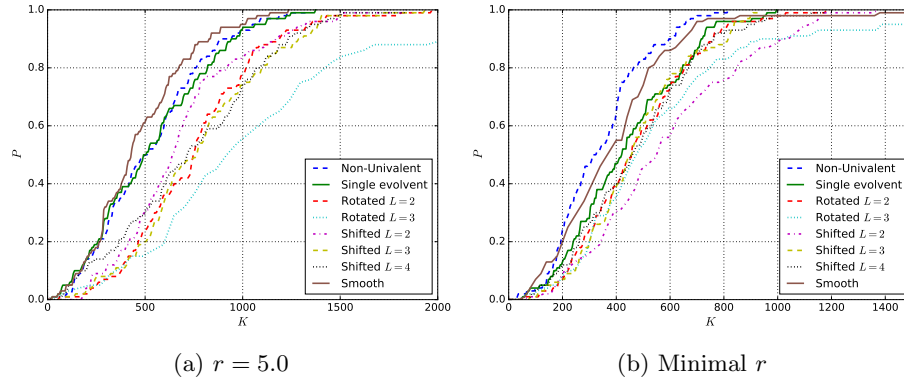 1.0
0.8
0.6
0.4
0.2
0.0
P
0 500 1000 1500 2000
K
Non-Univalent
Single evolvent
Rotated L = 2
Rotated L = 3
Shifted L = 2
Shifted L = 3
Shifted L = 4
Smooth
(a) r = 5.0
1.0
0.8
0.6
0.4
0.2
0.0
P
0 200 400 600 800 1000 1200 1400
K
Non-Univalent
Single evolvent
Rotated L = 2
Rotated L = 3
Shifted L = 2
Shifted L = 3
Shifted L = 4
Smooth
(b) Minimal r